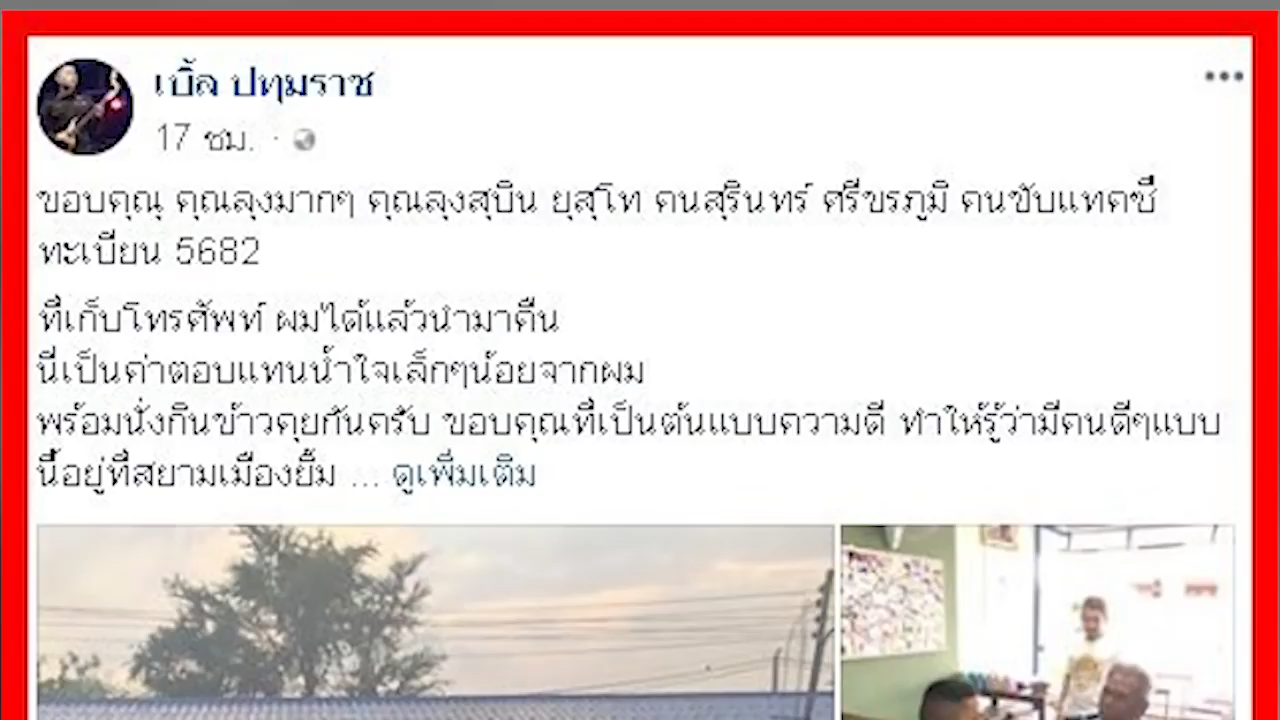 เบิ้ล ปทุมราช
17 ชม. ·
ขอบคุณ คุณลุงมากๆ คุณลุงสุบิน ยุสุโท คนสุรินทร์ ศรีขรภูมิ คนขับแทคซี่
ทะเบียน 5682
ที่เก็บโทรศัพท์ ผมได้แล้วนำมาคืน
นี่เป็นค่าตอบแทนน้ำใจเล็กๆน้อยจากผม
พร้อมนั่งกินข้าวคุยกันครับ ขอบคุณที่เป็นต้นแบบความดี ทำให้รู้ว่ามีคนดีๆแบบ
นี้อยู่ที่สยามเมืองยิ้ม ... ดูเพิ่มเติม